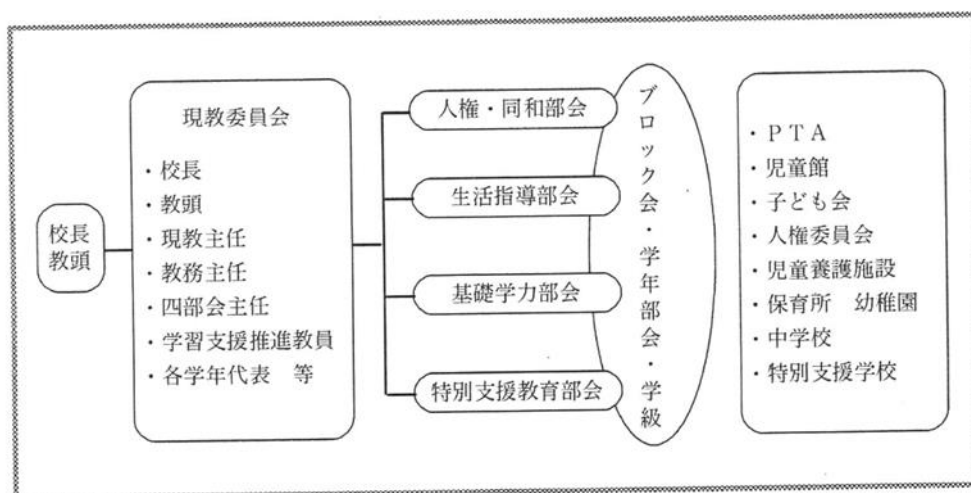 校長
教頭
現教委員会
・校長
・教頭
・現教主任
・教務主任
・四部会主任
・学習支援推進教員
・各学年代表　等
人権・同和部会
生活指導部会
基礎学力部会
特別支援教育部会
ブロック会・学年部会・学級
・ＰＴＡ
・児童館
・子ども会
・人権委員会
・児童養護施設
・保育所　幼稚園
・中学校
・特別支援学校